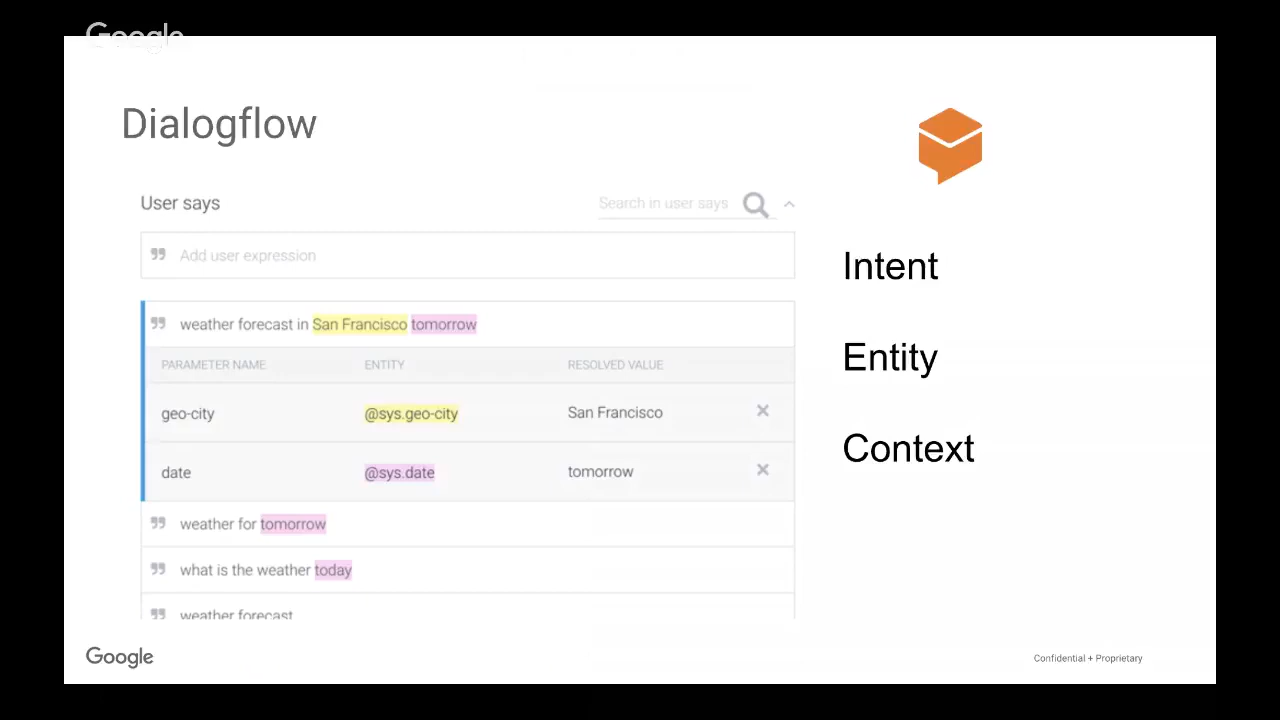 Google
Dialogflow
User says
Search in user says
Add user expression
weather forecast in San Francisco tomorrow
PARAMETER NAME ENTITY RESOLVED VALUE
geo-city @sys.geo-city San Francisco
date @sys.date tomorrow
weather for tomorrow
what is the weather today
weather forecast
Intent
Entity
Context
Google
Confidential + Proprietary